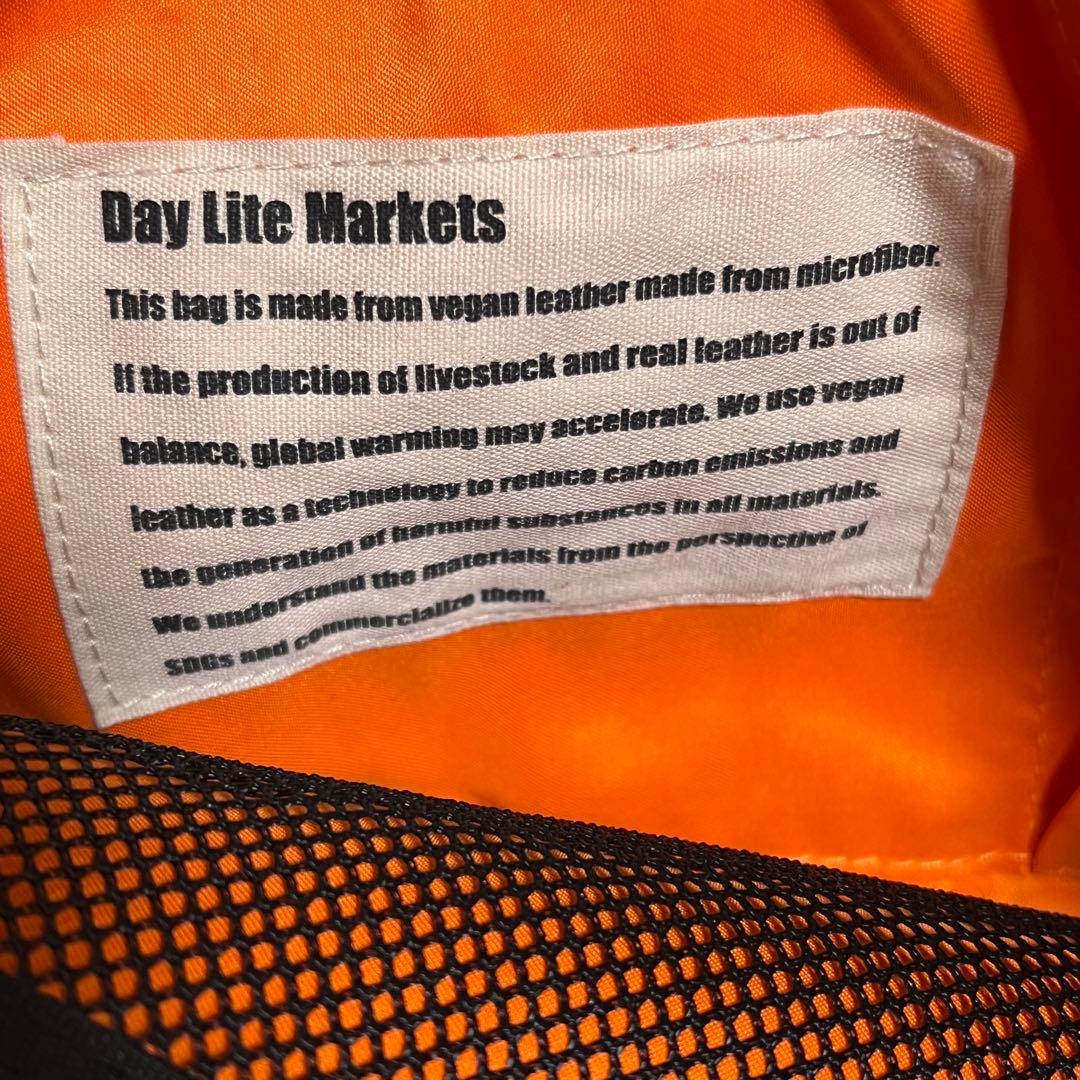 Day Lite Markets
This bag is made from vegan leather made from microfiber.
If the production of livestock and real leather is out of
balance, global warming may accelerate. We use vegan
leather as a technology to reduce carbon emissions and
the generation of harmful substances in all materials.
We understand the materials from the perspective of
SDGs and commercialize them.